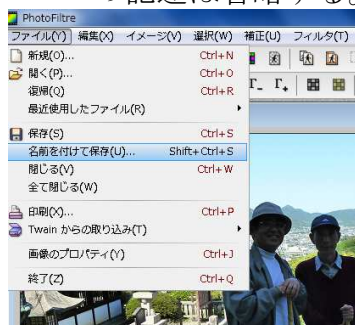 PhotoFiltre
ファイル(Y) 編集(X) イメージ(V) 選択(W) 補正(U) フィルタ(T)
新規(O)... Ctrl+N
開く(P)... Ctrl+O
復帰(Q) Ctrl+R
最近使用したファイル(R)
保存(S) Ctrl+S
名前を付けて保存(U)... Shift+Ctrl+S
閉じる(V) Ctrl+W
全て閉じる(W)
印刷(X)... Ctrl+P
Twain からの取り込み(T)
画像のプロパティ(Y) Ctrl+J
終了(Z) Ctrl+Q